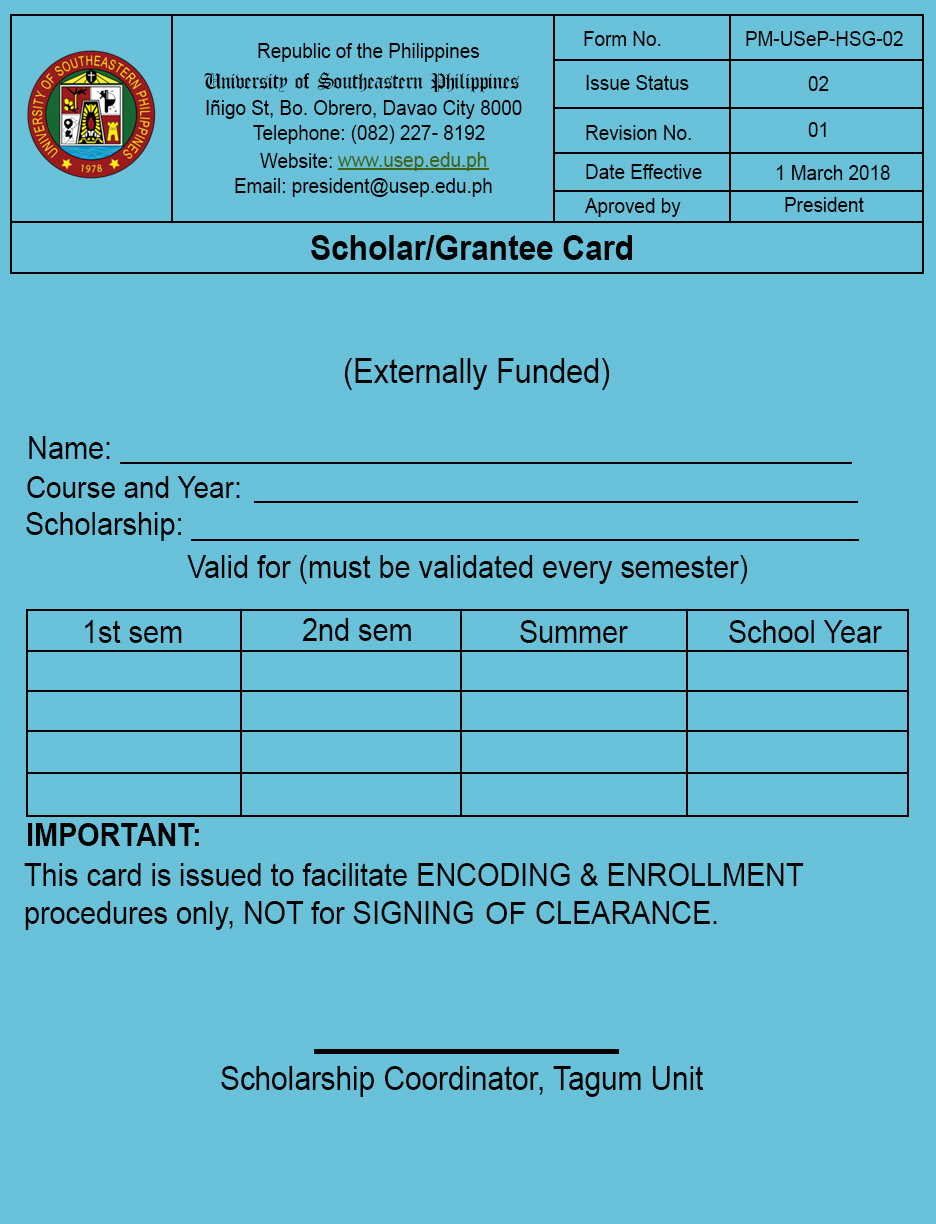 UNIVERSITY OF SOUTHEASTERN PHILIPPINES
1978
Republic of the Philippines
University of Southeastern Philippines
Iñigo St, Bo. Obrero, Davao City 8000
Telephone: (082) 227- 8192
Website: www.usep.edu.ph
Email: president@usep.edu.ph
Form No. PM-USeP-HSG-02
Issue Status 02
Revision No. 01
Date Effective 1 March 2018
Aproved by President
Scholar/Grantee Card
(Externally Funded)
Name:
Course and Year:
Scholarship:
Valid for (must be validated every semester)
1st sem 2nd sem Summer School Year
IMPORTANT:
This card is issued to facilitate ENCODING & ENROLLMENT
procedures only, NOT for SIGNING OF CLEARANCE.
Scholarship Coordinator, Tagum Unit